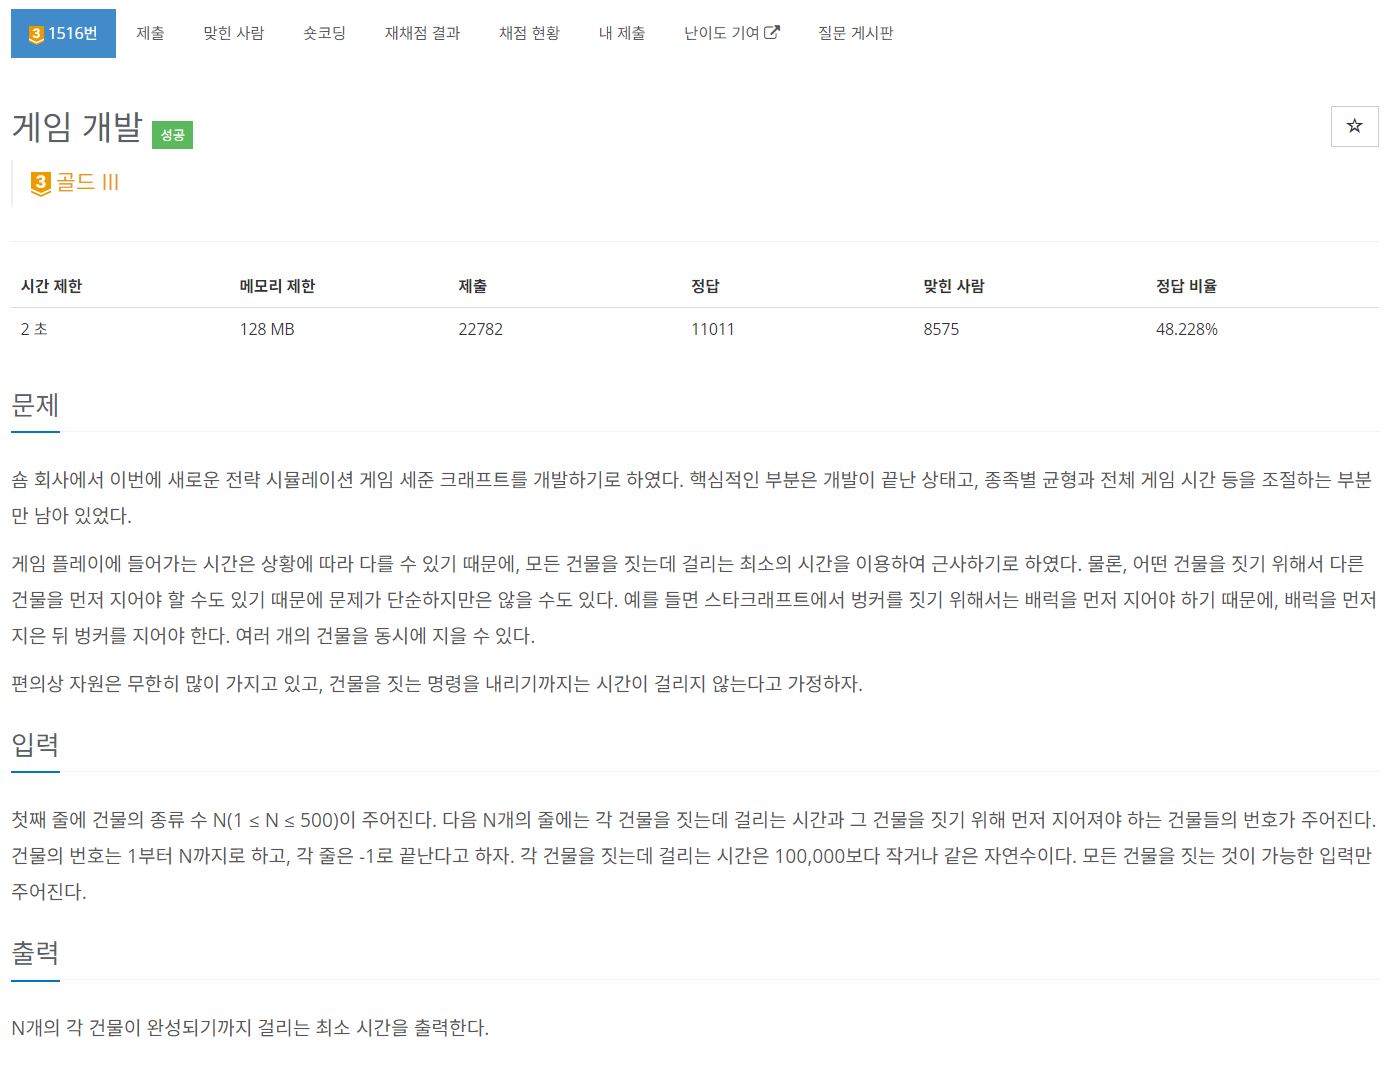 3 1516번 제출 맞힌 사람 숏코딩 재채점 결과 채점 현황 내 제출 난이도 기여 질문 게시판
게임 개발 성공
3 골드 III
시간 제한 메모리 제한 제출 정답 맞힌 사람 정답 비율
2 초 128 MB 22782 11011 8575 48.228%
문제
숌 회사에서 이번에 새로운 전략 시뮬레이션 게임 세준 크래프트를 개발하기로 하였다. 핵심적인 부분은 개발이 끝난 상태고, 종족별 균형과 전체 게임 시간 등을 조절하는 부분
만 남아 있었다.
게임 플레이에 들어가는 시간은 상황에 따라 다를 수 있기 때문에, 모든 건물을 짓는데 걸리는 최소의 시간을 이용하여 근사하기로 하였다. 물론, 어떤 건물을 짓기 위해서 다른
건물을 먼저 지어야 할 수도 있기 때문에 문제가 단순하지만은 않을 수도 있다. 예를 들면 스타크래프트에서 벙커를 짓기 위해서는 배럭을 먼저 지어야 하기 때문에, 배럭을 먼저
지은 뒤 벙커를 지어야 한다. 여러 개의 건물을 동시에 지을 수 있다.
편의상 자원은 무한히 많이 가지고 있고, 건물을 짓는 명령을 내리기까지는 시간이 걸리지 않는다고 가정하자.
입력
첫째 줄에 건물의 종류 수 N(1 ≤ N ≤ 500)이 주어진다. 다음 N개의 줄에는 각 건물을 짓는데 걸리는 시간과 그 건물을 짓기 위해 먼저 지어져야 하는 건물들의 번호가 주어진다.
건물의 번호는 1부터 N까지로 하고, 각 줄은 -1로 끝난다고 하자. 각 건물을 짓는데 걸리는 시간은 100,000보다 작거나 같은 자연수이다. 모든 건물을 짓는 것이 가능한 입력만
주어진다.
출력
N개의 각 건물이 완성되기까지 걸리는 최소 시간을 출력한다.